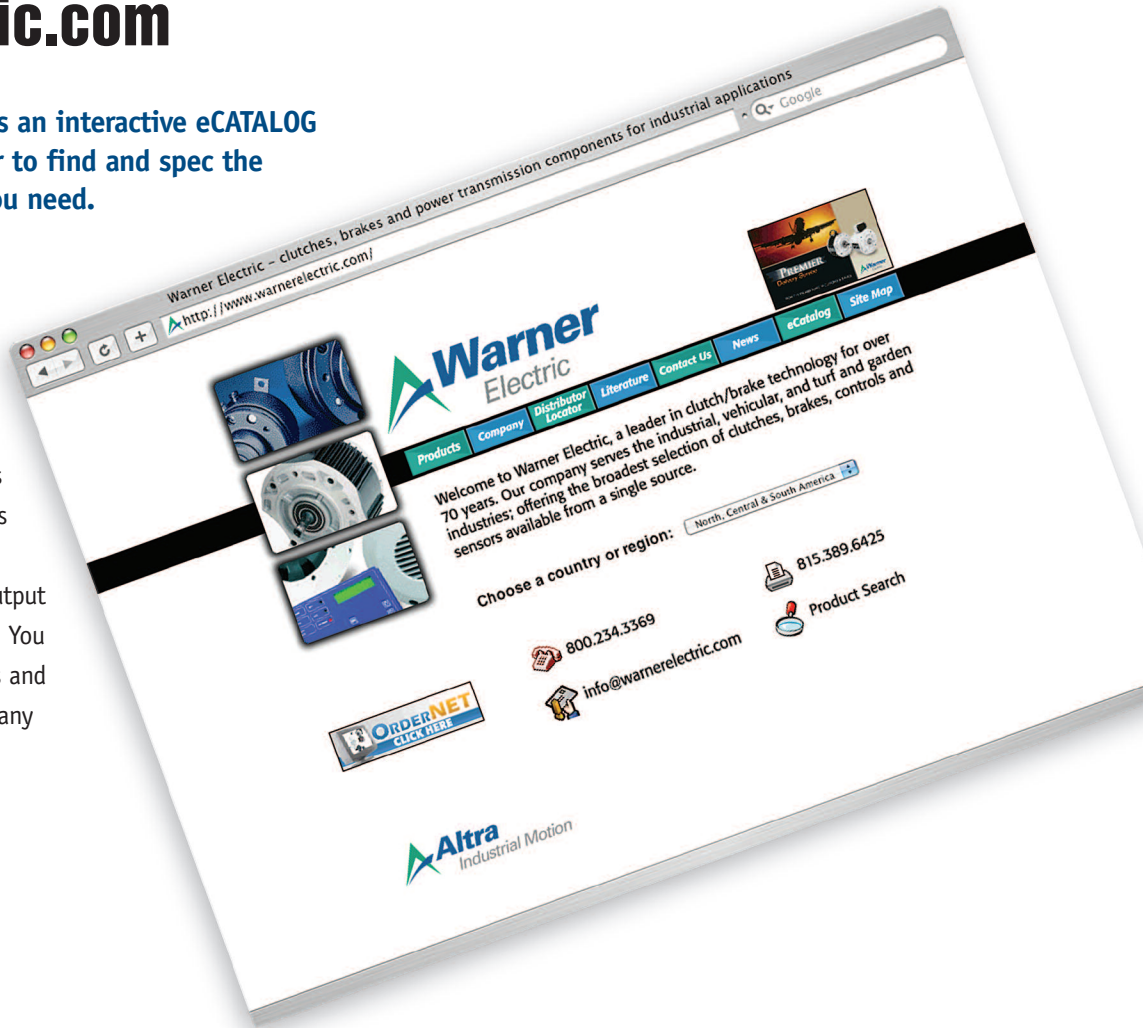 ic.com
s an interactive eCATALOG
r to find and spec the
ou need.
s
s
utput
You
s and
any
Warner Electric – clutches, brakes and power transmission components for industrial applications
http://www.warnerelectric.com/
Google
PREMIER
Delivery Service
Warner
Warner
Electric
Products
Company
Distributor
Locator
Literature
Contact Us
News
eCatalog
Site Map
Welcome to Warner Electric, a leader in clutch/brake technology for over
70 years. Our company serves the industrial, vehicular, and turf and garden
industries; offering the broadest selection of clutches, brakes, controls and
sensors available from a single source.
Choose a country or region:
North, Central & South America
800.234.3369
815.389.6425
info@warnerelectric.com
Product Search
ORDERNET
CLICK HERE
Altra
Industrial Motion